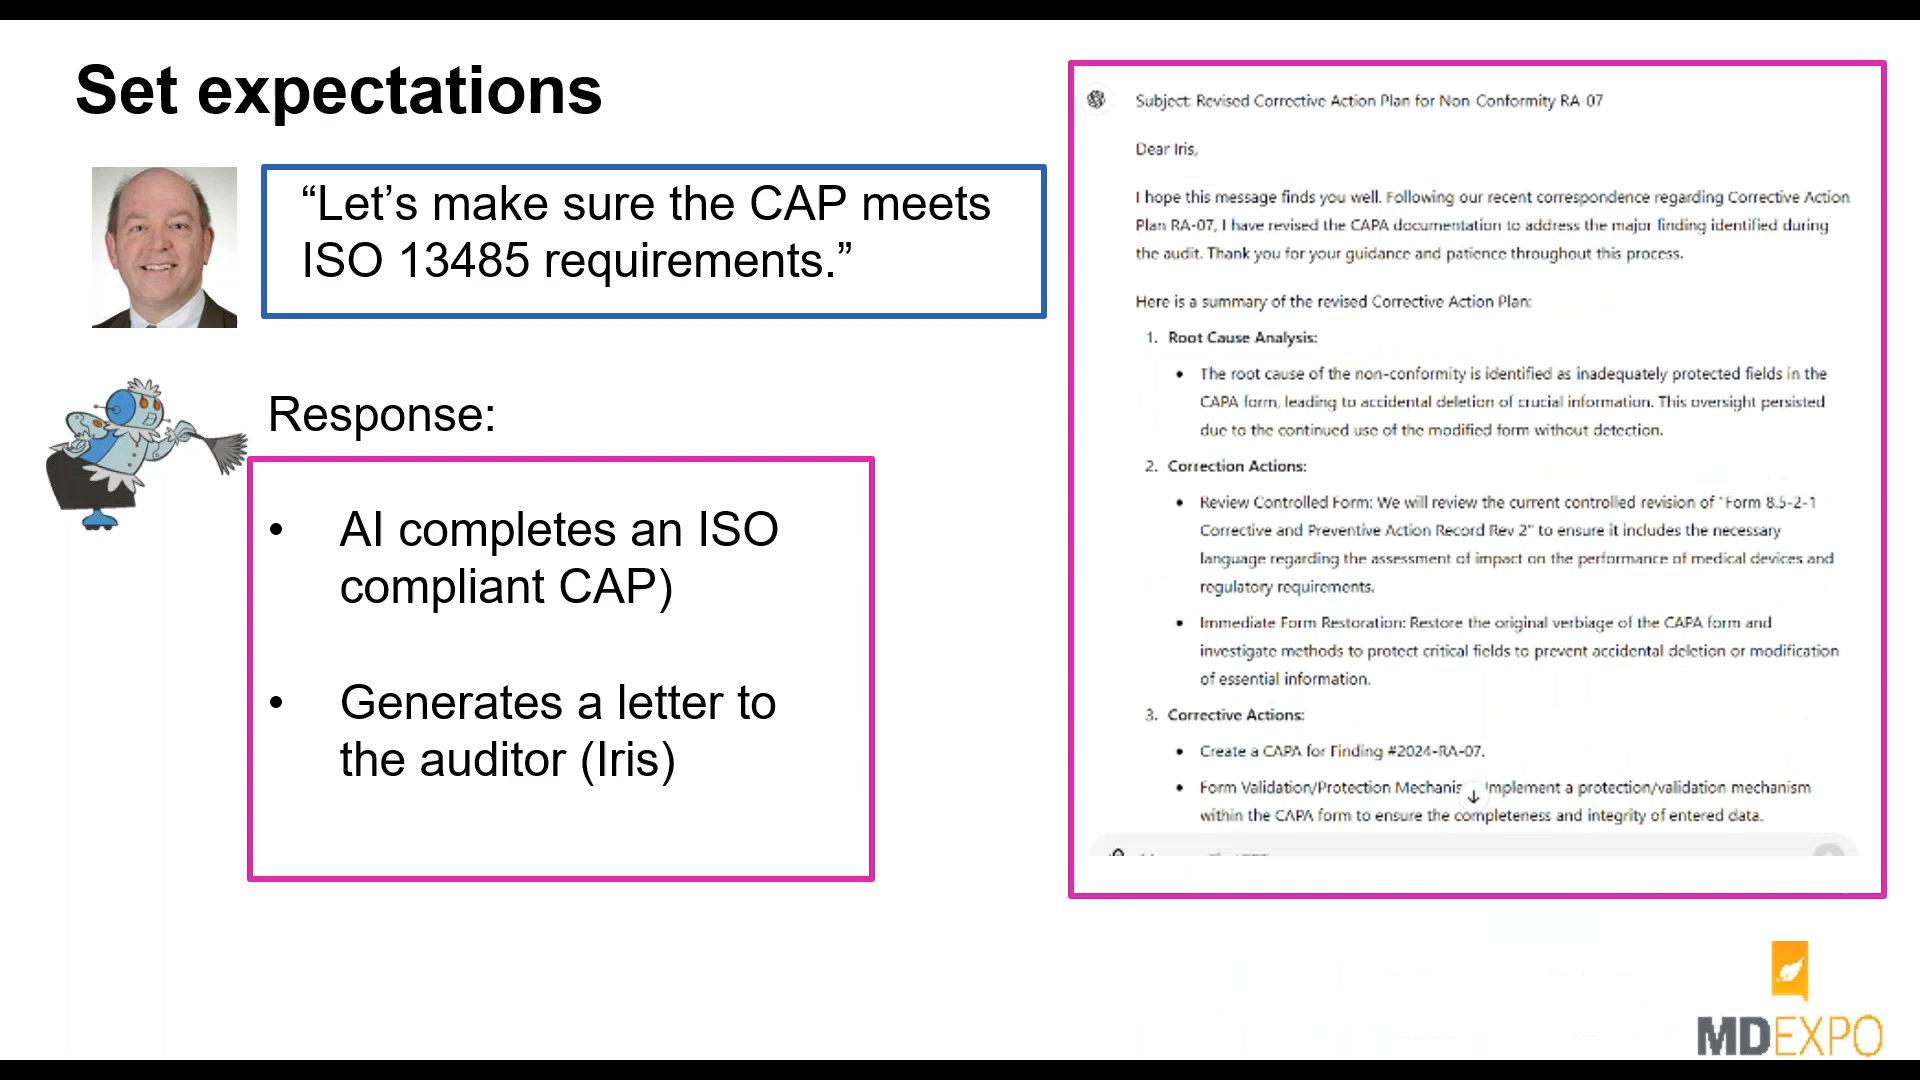 Set expectations
“Let’s make sure the CAP meets
ISO 13485 requirements.”
Response:
• AI completes an ISO
compliant CAP)
• Generates a letter to
the auditor (Iris)
Subject: Revised Corrective Action Plan for Non-Conformity RA-07
Dear Iris,
I hope this message finds you well. Following our recent correspondence regarding Corrective Action
Plan RA-07, I have revised the CAPA documentation to address the major finding identified during
the audit. Thank you for your guidance and patience throughout this process.
Here is a summary of the revised Corrective Action Plan:
1. Root Cause Analysis:
• The root cause of the non-conformity is identified as inadequately protected fields in the
CAPA form, leading to accidental deletion of crucial information. This oversight persisted
due to the continued use of the modified form without detection.
2. Correction Actions:
• Review Controlled Form: We will review the current controlled revision of "Form 8.5-2-1
Corrective and Preventive Action Record Rev 2" to ensure it includes the necessary
language regarding the assessment of impact on the performance of medical devices and
regulatory requirements.
• Immediate Form Restoration: Restore the original verbiage of the CAPA form and
investigate methods to protect critical fields to prevent accidental deletion or modification
of essential information.
3. Corrective Actions:
• Create a CAPA for Finding #2024-RA-07.
• Form Validation/Protection Implement a protection/validation mechanism
within the CAPA form to ensure the completeness and integrity of entered data.
MDEXPO